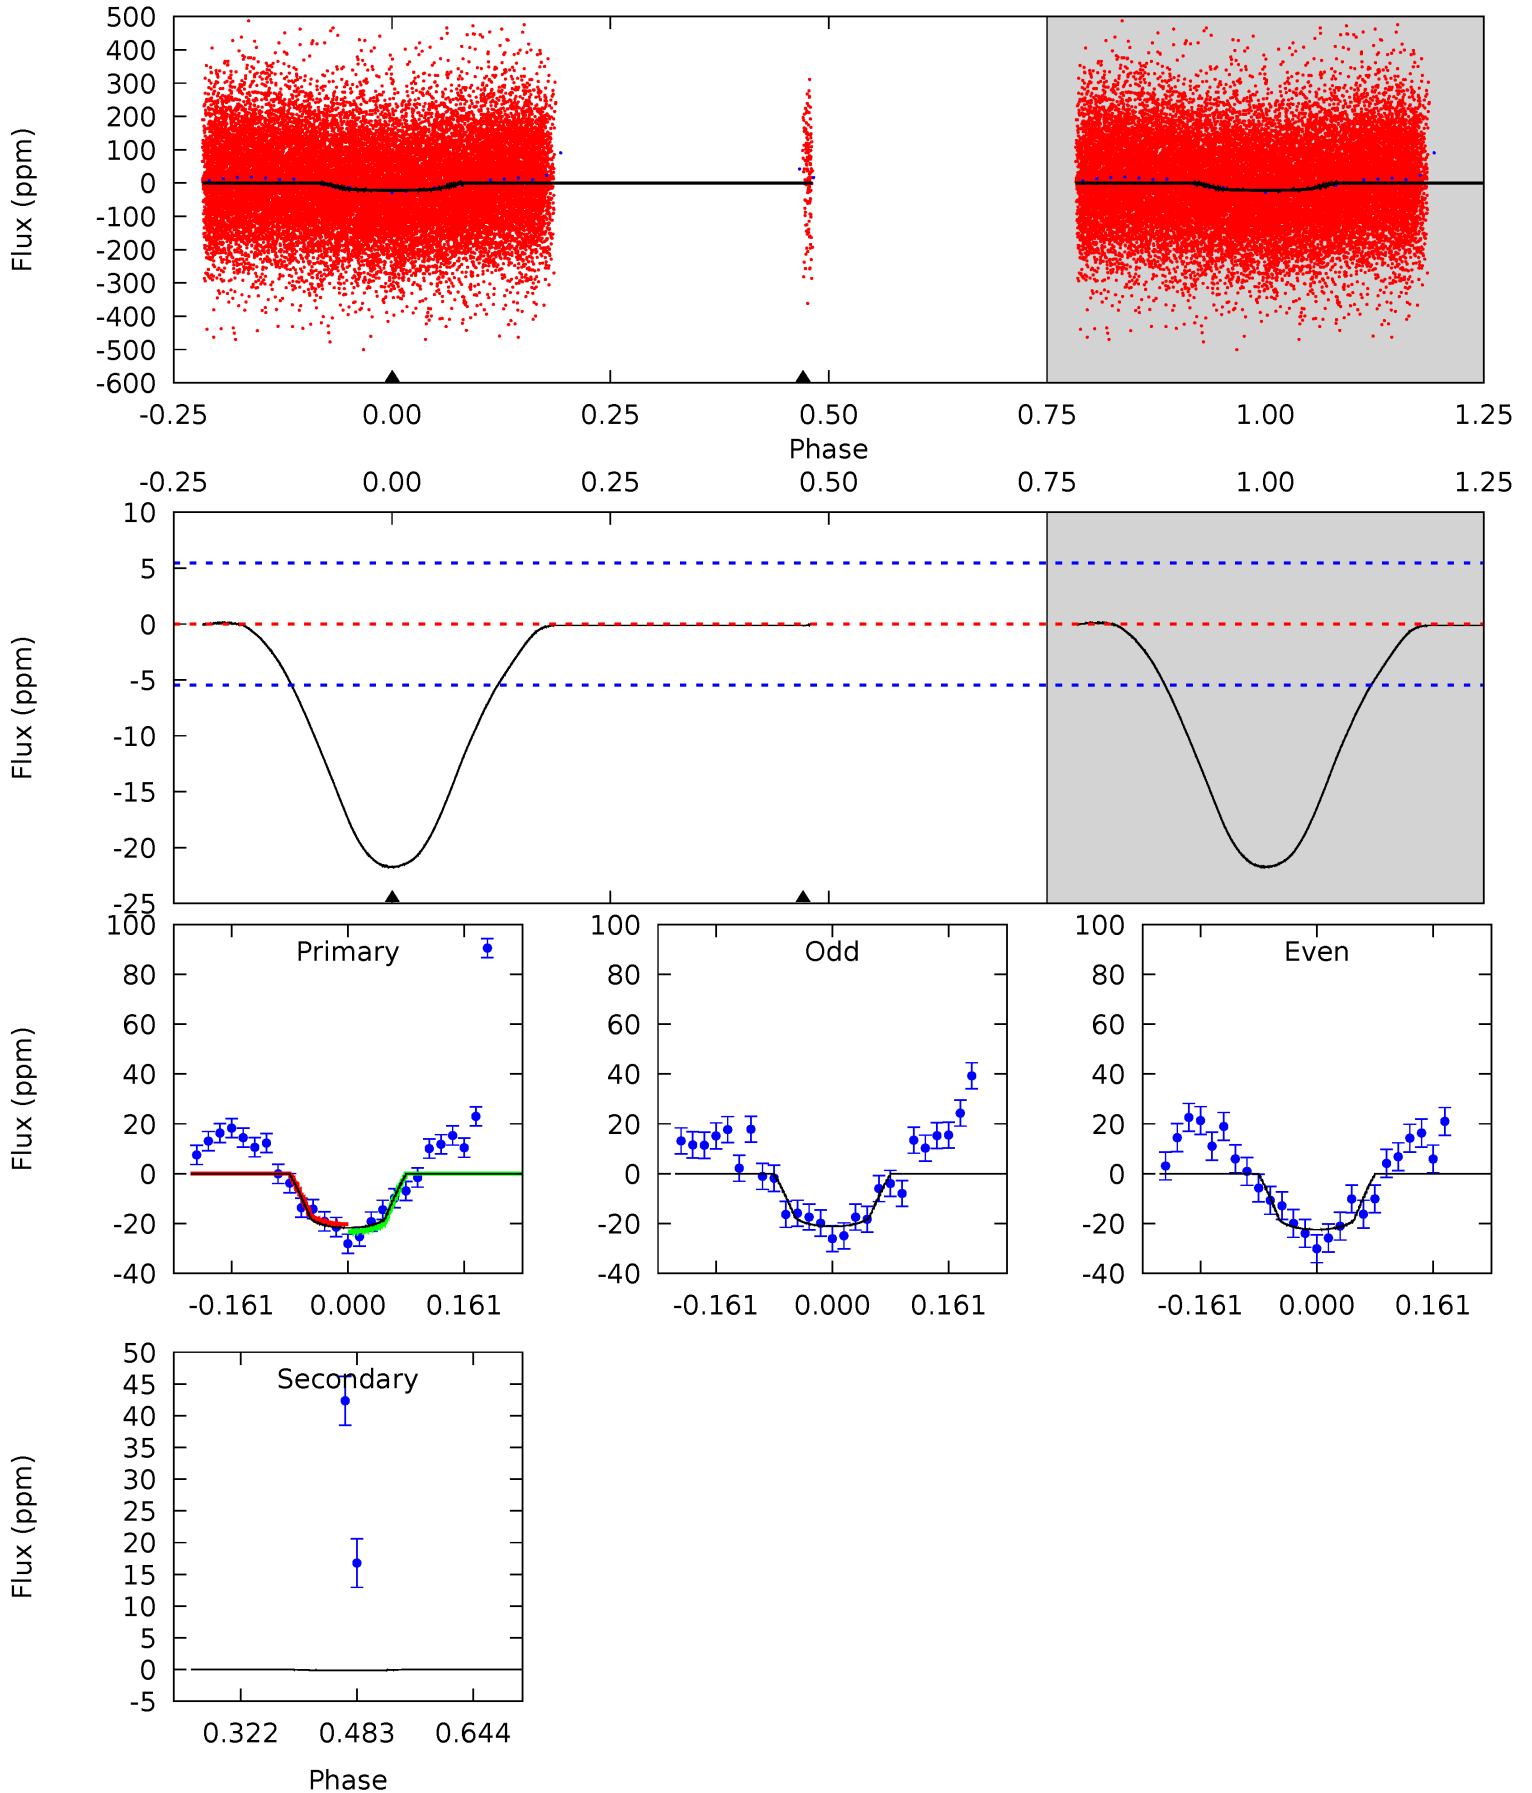 500
400
300
200
100
0
-100
-200
-300
-400
-500
-600
Flux (ppm)
-0.25 0.00 0.25 0.50 0.75 1.00 1.25
Phase
-0.25 0.00 0.25 0.50 0.75 1.00 1.25
10
5
0
-5
-10
-15
-20
-25
Flux (ppm)
Primary Odd Even
100 100 100
80 80 80
60 60 60
40 40 40
20 20 20
0 0 0
-20 -20 -20
-40 -40 -40
Flux (ppm)
-0.161 0.000 0.161 -0.161 0.000 0.161 -0.161 0.000 0.161
Secondary
50
45
40
35
30
25
20
15
10
5
0
-5
Flux (ppm)
0.322 0.483 0.644
Phase